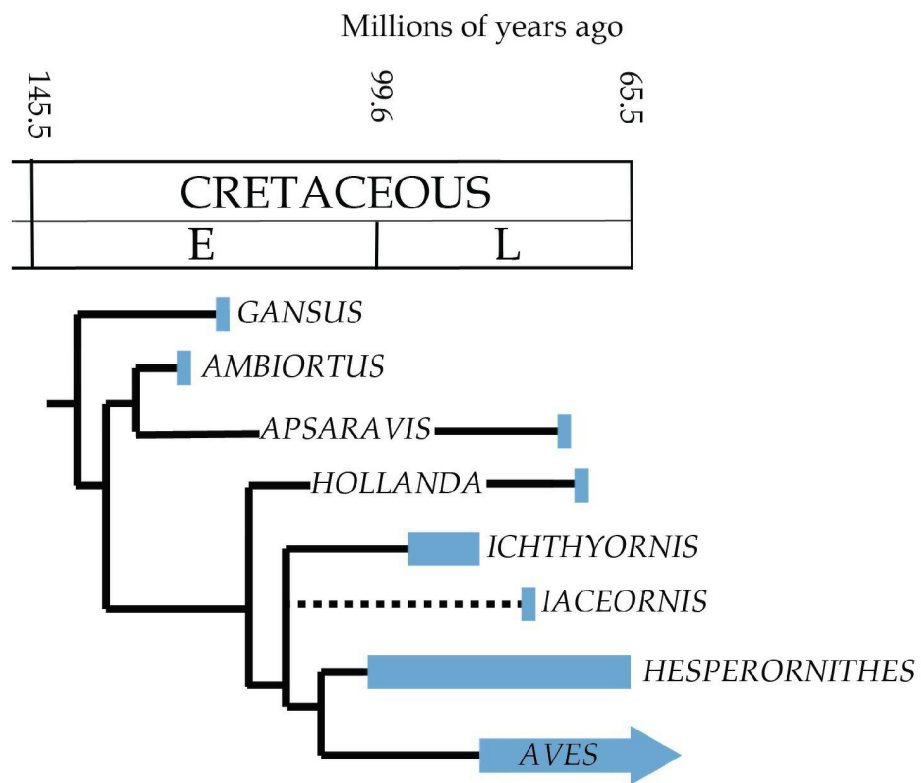 Millions of years ago
145.5
99.6
65.5
CRETACEOUS
E
L
GANSUS
AMBIORTUS
APSARAVIS
HOLLANDA
ICHTHYORNIS
IACEORNIS
HESPERORNITHES
AVES